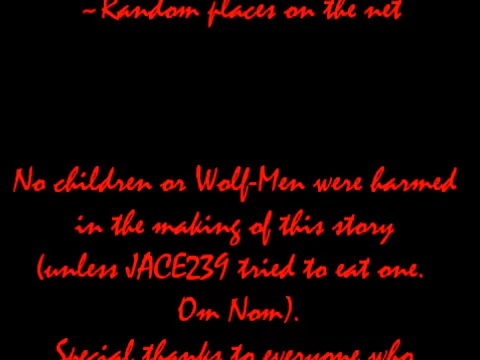 ~Random places on the net
No children or Wolf-Men were harmed
in the making of this story
(unless JACE239 tried to eat one.
Om Nom).
Special thanks to everyone who